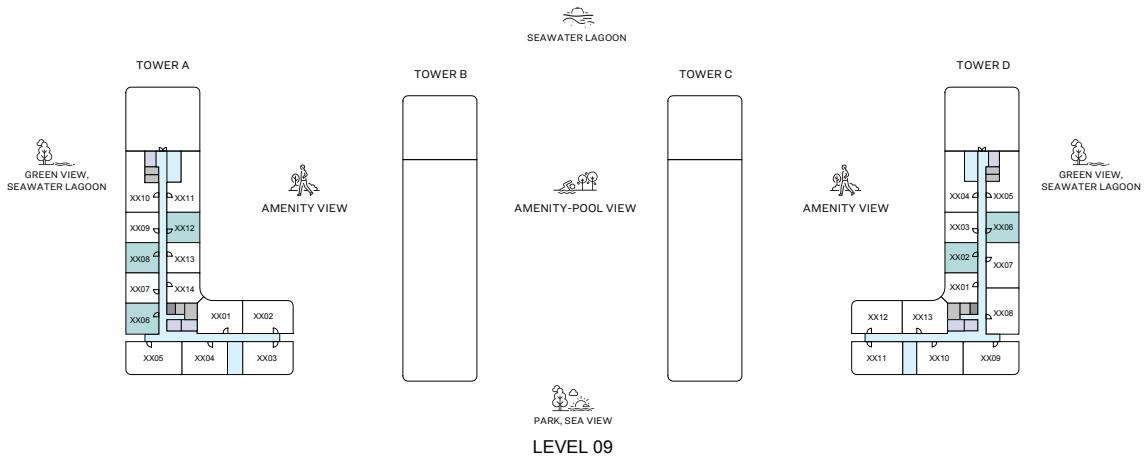 SEAWATER LAGOON
TOWER A
TOWER B
TOWER C
TOWER D
GREEN VIEW,
SEAWATER LAGOON
AMENITY VIEW
AMENITY-POOL VIEW
AMENITY VIEW
GREEN VIEW,
SEAWATER LAGOON
XX10 XX11
XX09 XX12
XX08 XX13
XX07 XX14
XX06 XX01 XX02
XX05 XX04 XX03
XX04 XX05
XX03 XX06
XX02 XX07
XX01
XX12 XX13 XX08
XX11 XX10 XX09
PARK, SEA VIEW
LEVEL 09